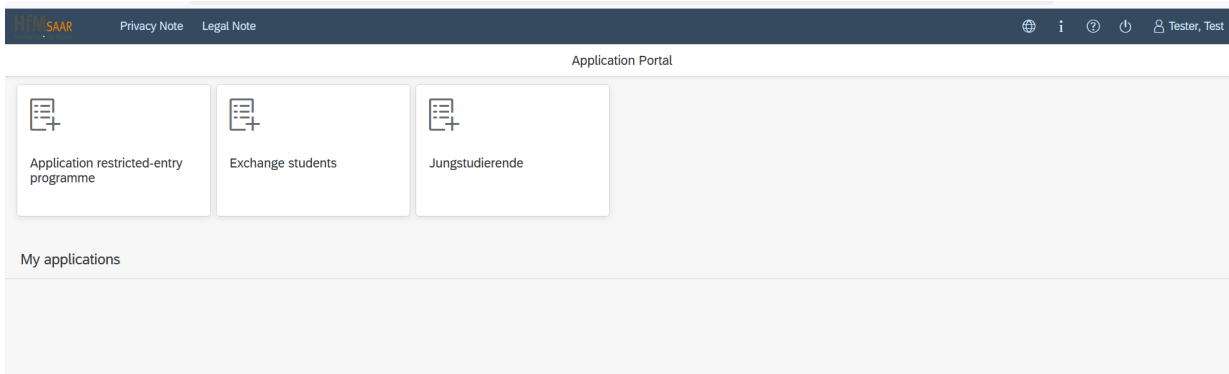 HfM SAAR Privacy Note Legal Note Tester, Test
Application Portal
Application restricted-entry
programme
Exchange students
Jungstudierende
My applications